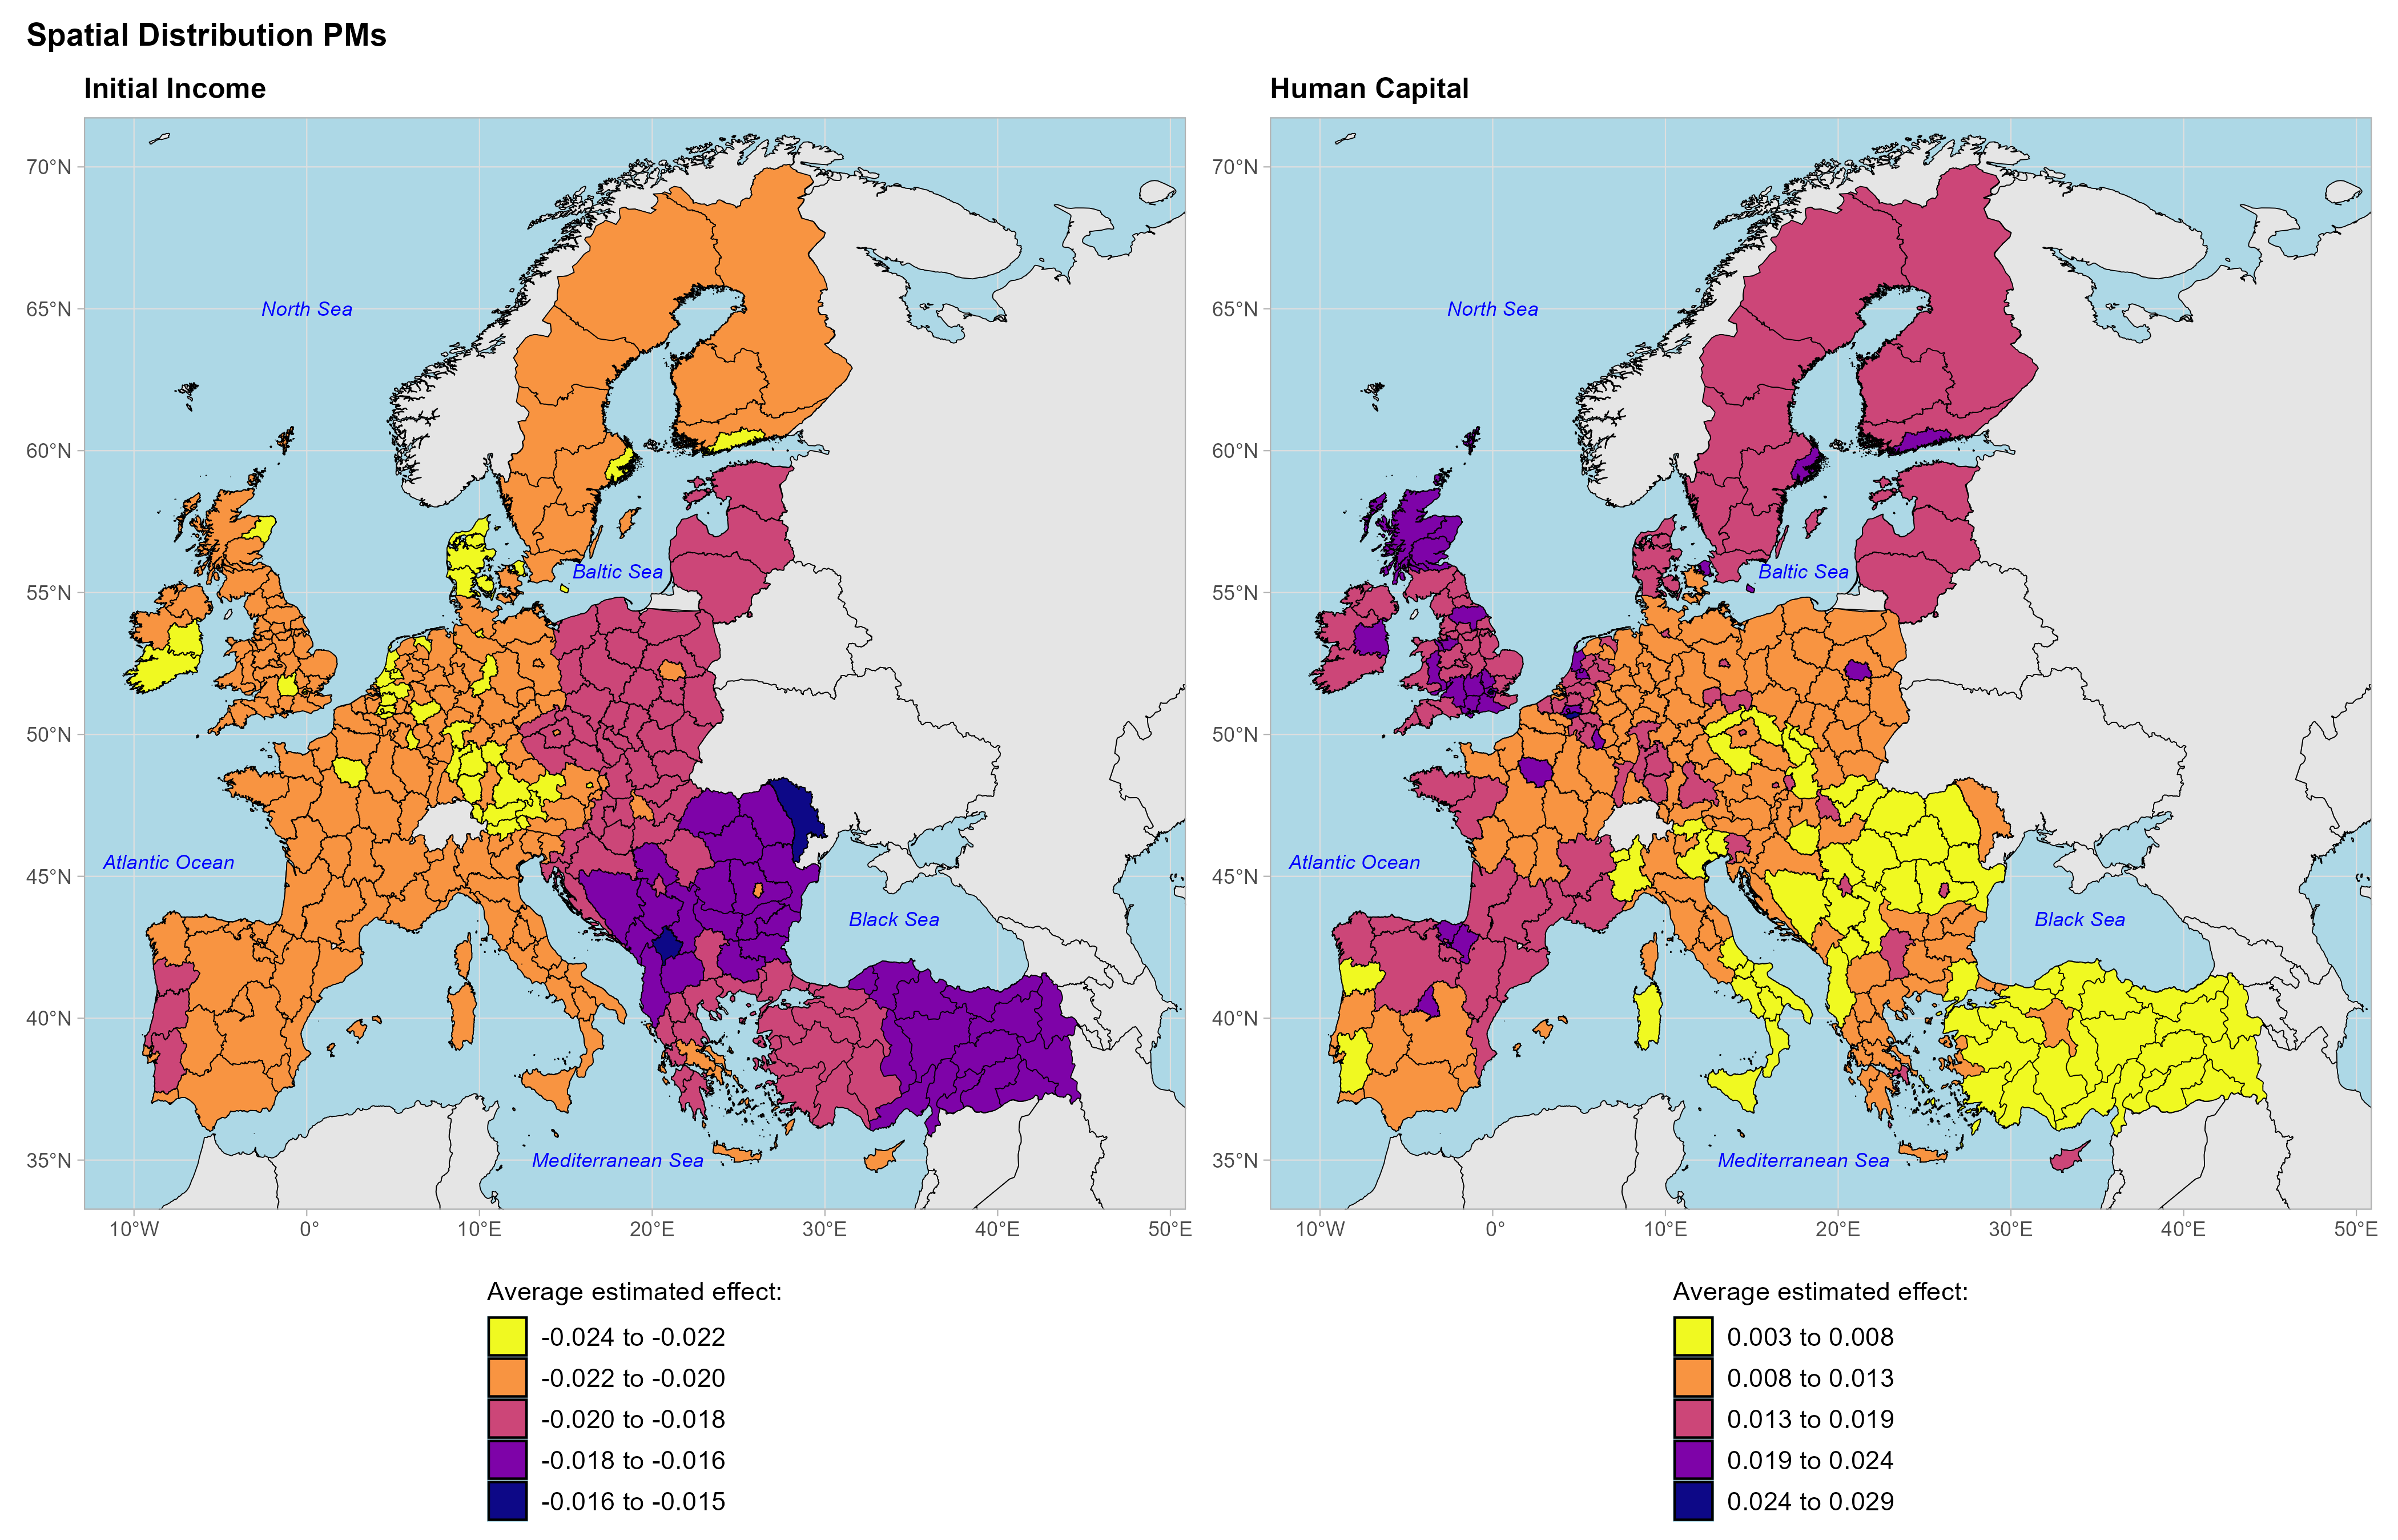 Spatial Distribution PMs
Initial Income
70°N
65°N
60°N
55°N
50°N
45°N
40°N
35°N
North Sea
Baltic Sea
Atlantic Ocean
Black Sea
Mediterranean Sea
10°W 0° 10°E 20°E 30°E 40°E 50°E
Average estimated effect:
-0.024 to -0.022
-0.022 to -0.020
-0.020 to -0.018
-0.018 to -0.016
-0.016 to -0.015
Human Capital
70°N
65°N
60°N
55°N
50°N
45°N
40°N
35°N
North Sea
Baltic Sea
Atlantic Ocean
Black Sea
Mediterranean Sea
10°W 0° 10°E 20°E 30°E 40°E 50°E
Average estimated effect:
0.003 to 0.008
0.008 to 0.013
0.013 to 0.019
0.019 to 0.024
0.024 to 0.029